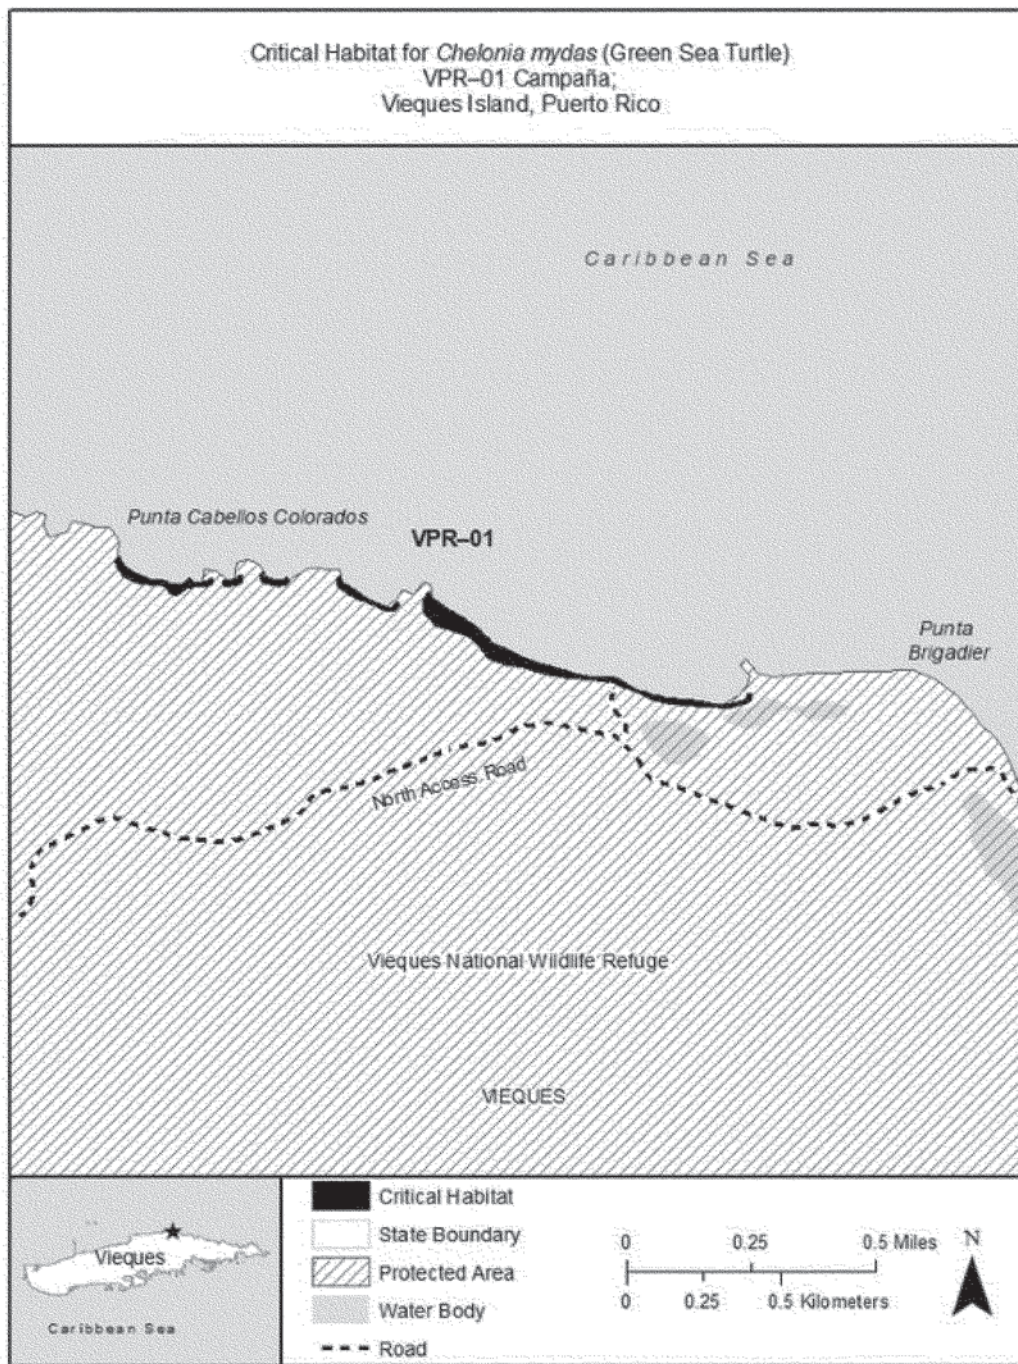 Critical Habitat for Chelonia mydas (Green Sea Turtle)
VPR–01 Campaña;
Vieques Island, Puerto Rico
Caribbean Sea
Punta Cabellos Colorados
VPR–01
Punta
Brigadier
North Access Road
Vieques National Wildlife Refuge
VIEQUES
Vieques
Caribbean Sea
Critical Habitat
State Boundary
Protected Area
Water Body
Road
0 0.25 0.5 Miles
0 0.25 0.5 Kilometers
N